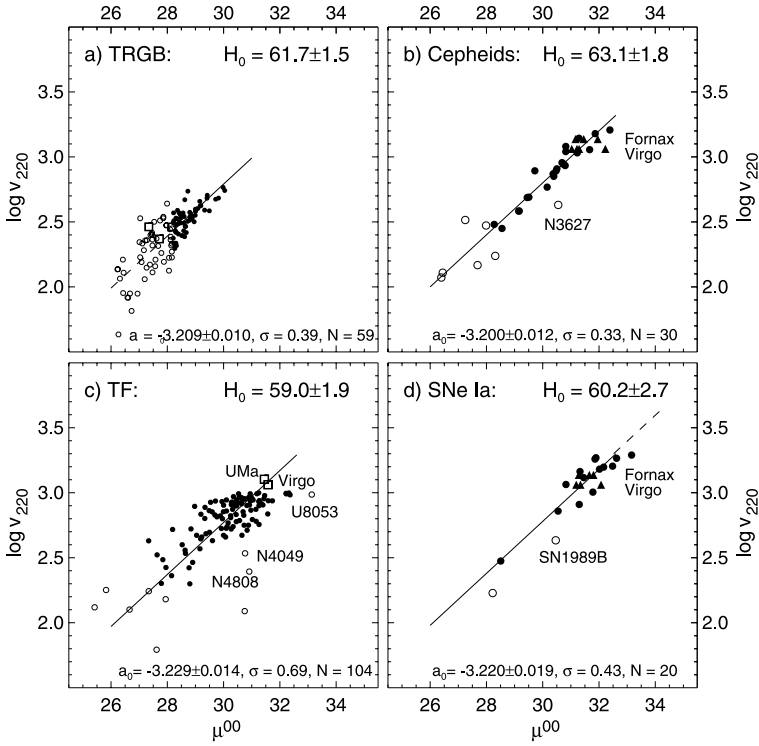 26 28 30 32 34 26 28 30 32 34
a) TRGB: H0 = 61.7±1.5
b) Cepheids: H0 = 63.1±1.8
log v220
3.5
3.0
2.5
2.0
a = -3.209±0.010, σ = 0.39, N = 59
0
Fornax
Virgo
N3627
a0= -3.200±0.012, σ = 0.33, N = 30
3.5
3.0
2.5
2.0
log v220
c) TF: H0 = 59.0±1.9
d) SNe Ia: H0 = 60.2±2.7
log v220
3.5
3.0
2.5
2.0
UMa
Virgo
U8053
N4049
N4808
a0= -3.229±0.014, σ = 0.69, N = 104
Fornax
Virgo
SN1989B
a0= -3.220±0.019, σ = 0.43, N = 20
3.5
3.0
2.5
2.0
log v220
26 28 30 32 34 26 28 30 32 34
μ00 μ00